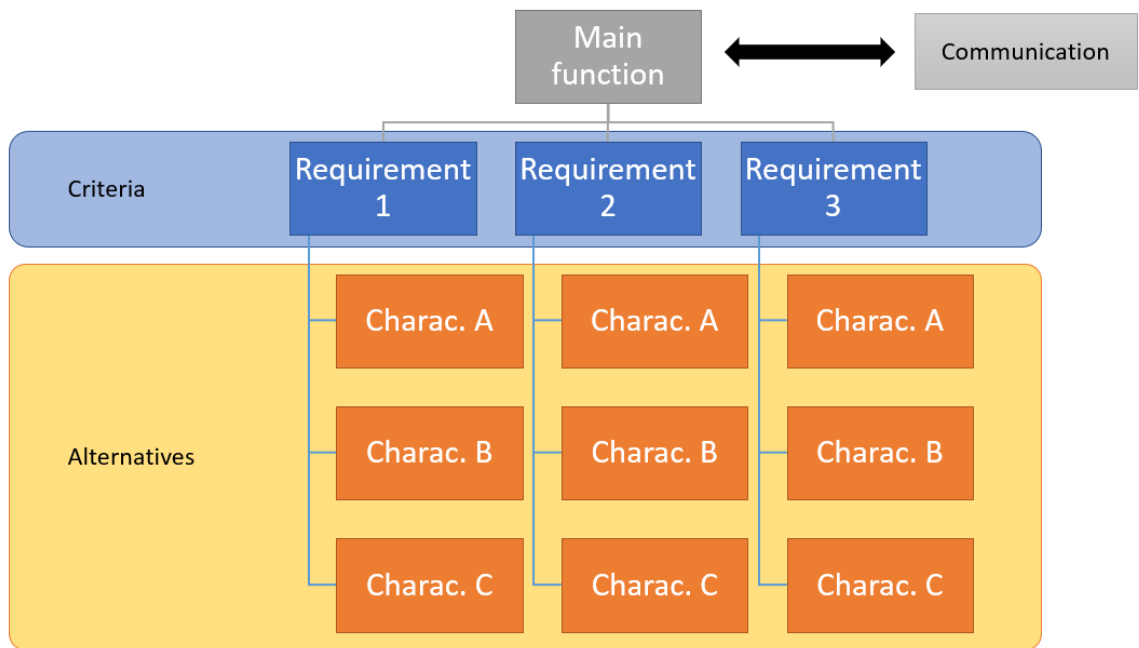 Main
function
Communication
Criteria
Requirement
1
Requirement
2
Requirement
3
Charac. A
Charac. A
Charac. A
Alternatives
Charac. B
Charac. B
Charac. B
Charac. C
Charac. C
Charac. C